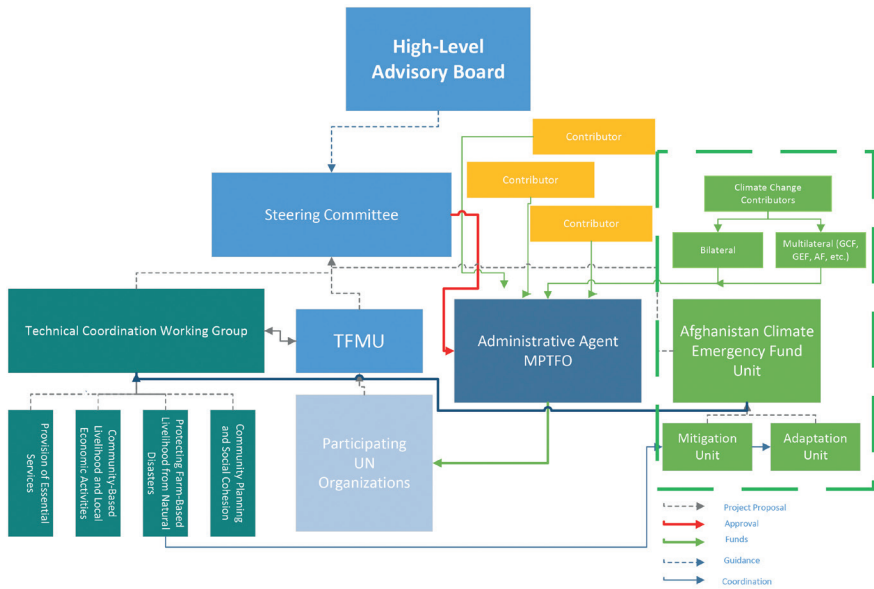 High-Level
Advisory Board
Contributor
Contributor
Contributor
Steering Committee
Climate Change
Contributors
Bilateral
Multilateral (GCF,
GEF, AF, etc.)
Technical Coordination Working Group
TFMU
Administrative Agent
MPTFO
Afghanistan Climate
Emergency Fund
Unit
Provision of Essential
Services
Community-Based
Livelihood and Local
Economic Activities
Protecting Farm-Based
Livelihood from Natural
Disasters
Community Planning
and Social Cohesion
Participating
UN
Organizations
Mitigation
Unit
Adaptation
Unit
Project Proposal
Approval
Funds
Guidance
Coordination